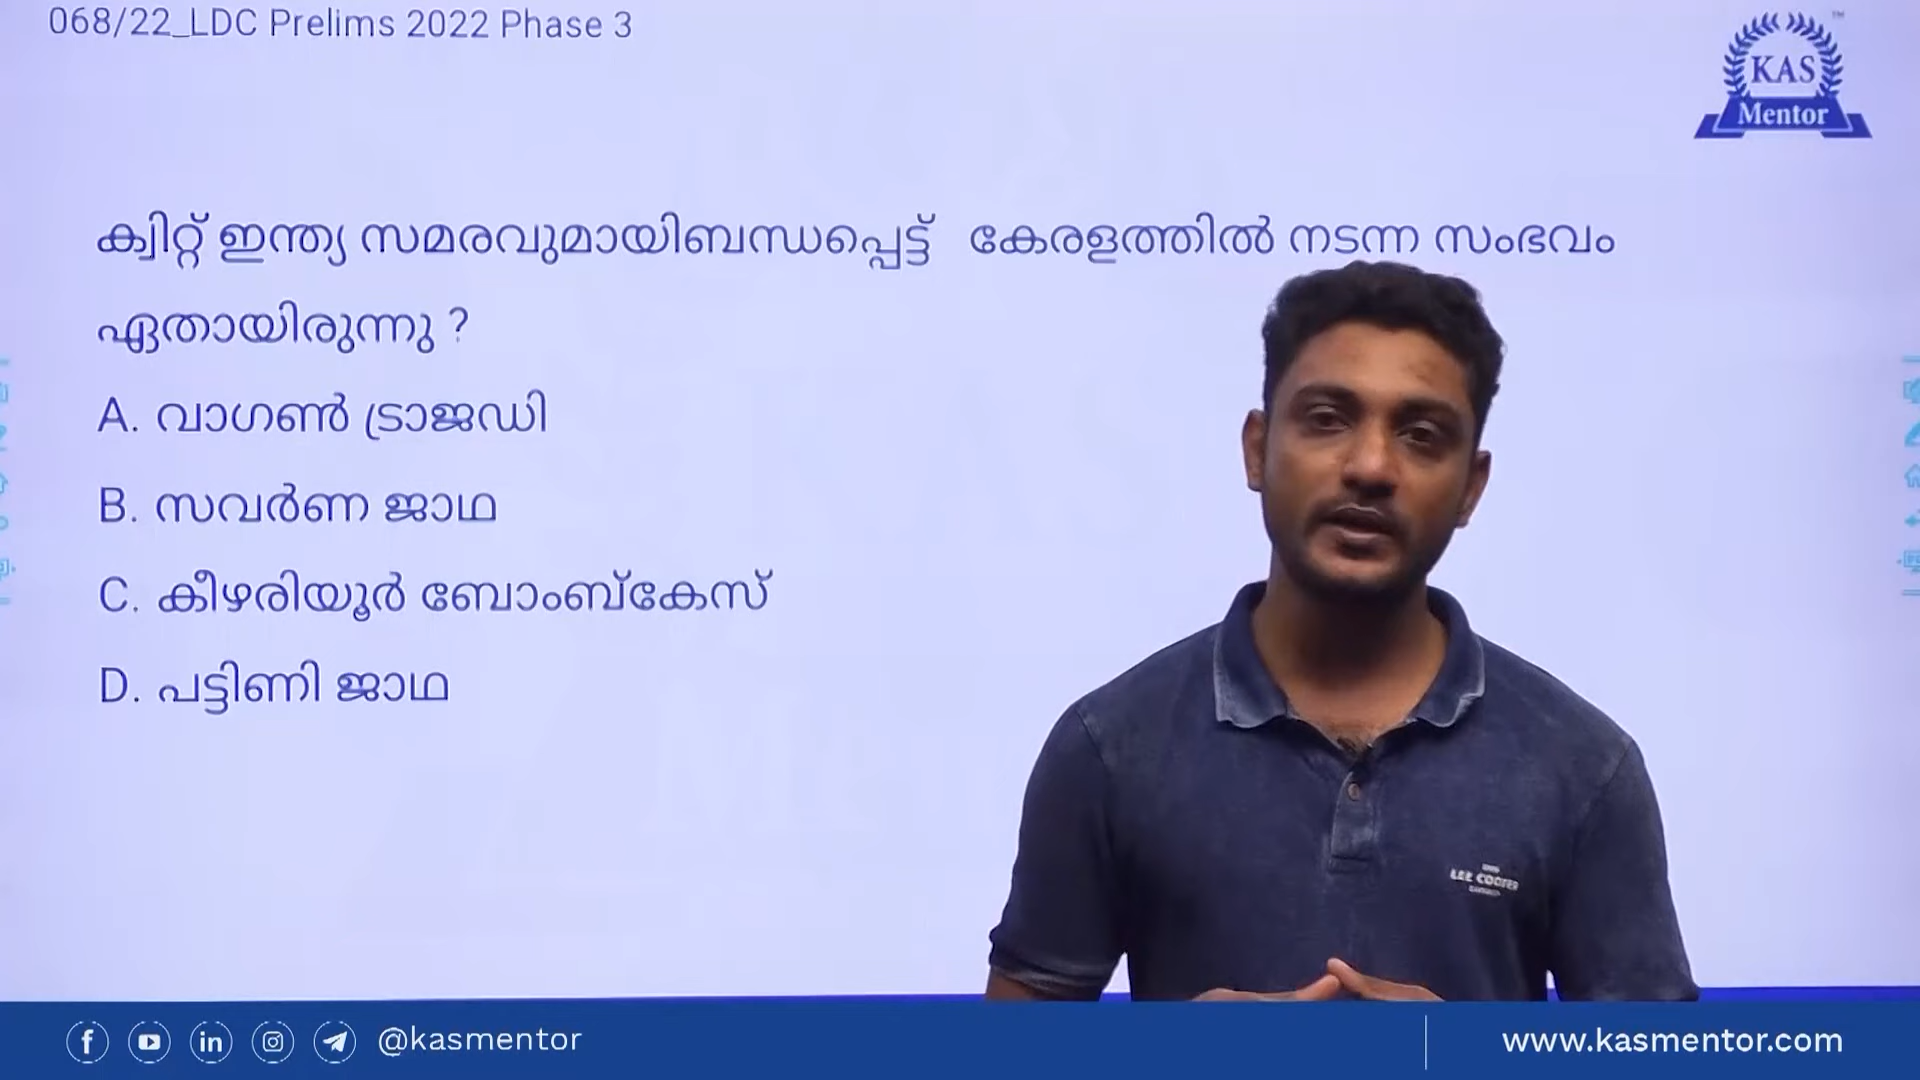 068/22_LDC Prelims 2022 Phase 3
TM
KAS
Mentor
ക്വിറ്റ് ഇന്ത്യ സമരവുമായിബന്ധപ്പെട്ട് കേരളത്തിൽ നടന്ന സംഭവം
ഏതായിരുന്നു ?
A. വാഗൺ ട്രാജഡി
B. സവർണ ജാഥ
C. കീഴരിയൂർ ബോംബ്കേസ്
D. പട്ടിണി ജാഥ
LEE COOPER
@kasmentor
www.kasmentor.com